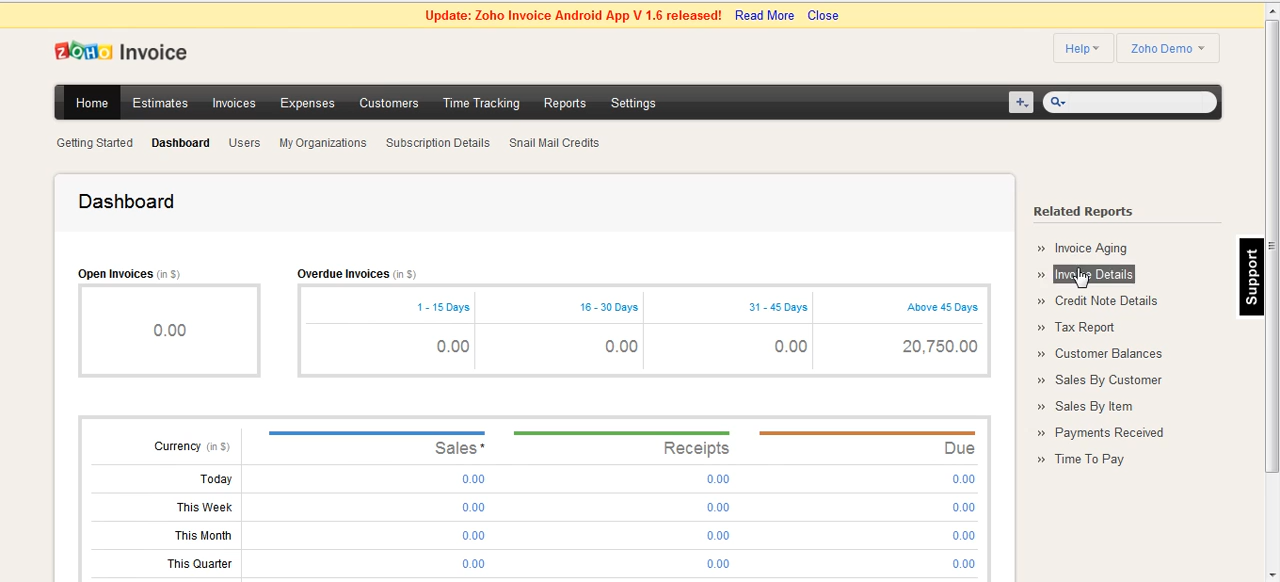 Update: Zoho Invoice Android App V 1.6 released! Read More Close
ZOHO Invoice
Help Zoho Demo
Home Estimates Invoices Expenses Customers Time Tracking Reports Settings
Getting Started Dashboard Users My Organizations Subscription Details Snail Mail Credits
Dashboard
Open Invoices (in $)
0.00
Overdue Invoices (in $)
1 - 15 Days 16 - 30 Days 31 - 45 Days Above 45 Days
0.00 0.00 0.00 20,750.00
Currency (in $) Sales* Receipts Due
Today 0.00 0.00 0.00
This Week 0.00 0.00 0.00
This Month 0.00 0.00 0.00
This Quarter 0.00 0.00 0.00
Related Reports
›› Invoice Aging
›› Invoice Details
›› Credit Note Details
›› Tax Report
›› Customer Balances
›› Sales By Customer
›› Sales By Item
›› Payments Received
›› Time To Pay
Support